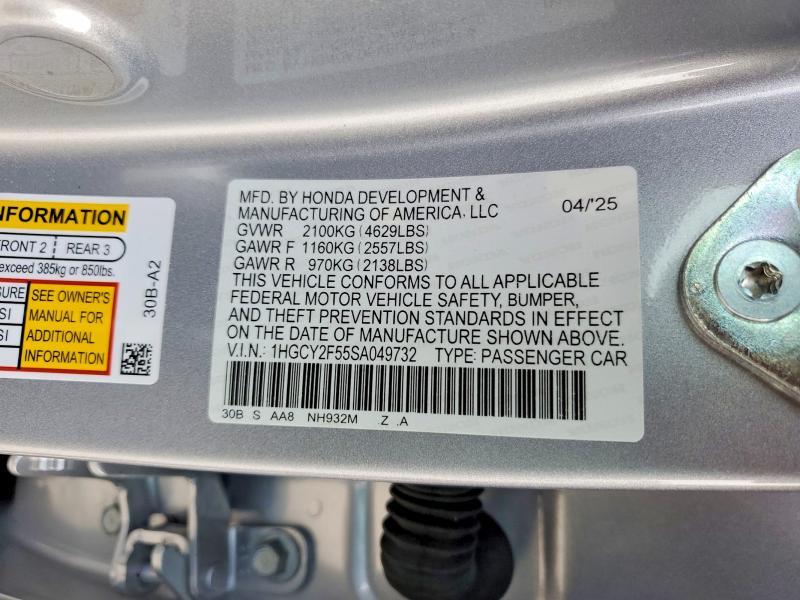 INFORMATION
FRONT 2 REAR 3
exceed 385kg or 850lbs.
SEE OWNER'S
MANUAL FOR
ADDITIONAL
INFORMATION
30B-A2
MFD. BY HONDA DEVELOPMENT &
MANUFACTURING OF AMERICA, LLC 04/'25
GVWR 2100KG (4629LBS)
GAWR F 1160KG (2557LBS)
GAWR R 970KG (2138LBS)
THIS VEHICLE CONFORMS TO ALL APPLICABLE
FEDERAL MOTOR VEHICLE SAFETY, BUMPER,
AND THEFT PREVENTION STANDARDS IN EFFECT
ON THE DATE OF MANUFACTURE SHOWN ABOVE.
V.I.N.: 1HGCY2F55SA049732 TYPE: PASSENGER CAR
30B S AA8 NH932M .Z .A